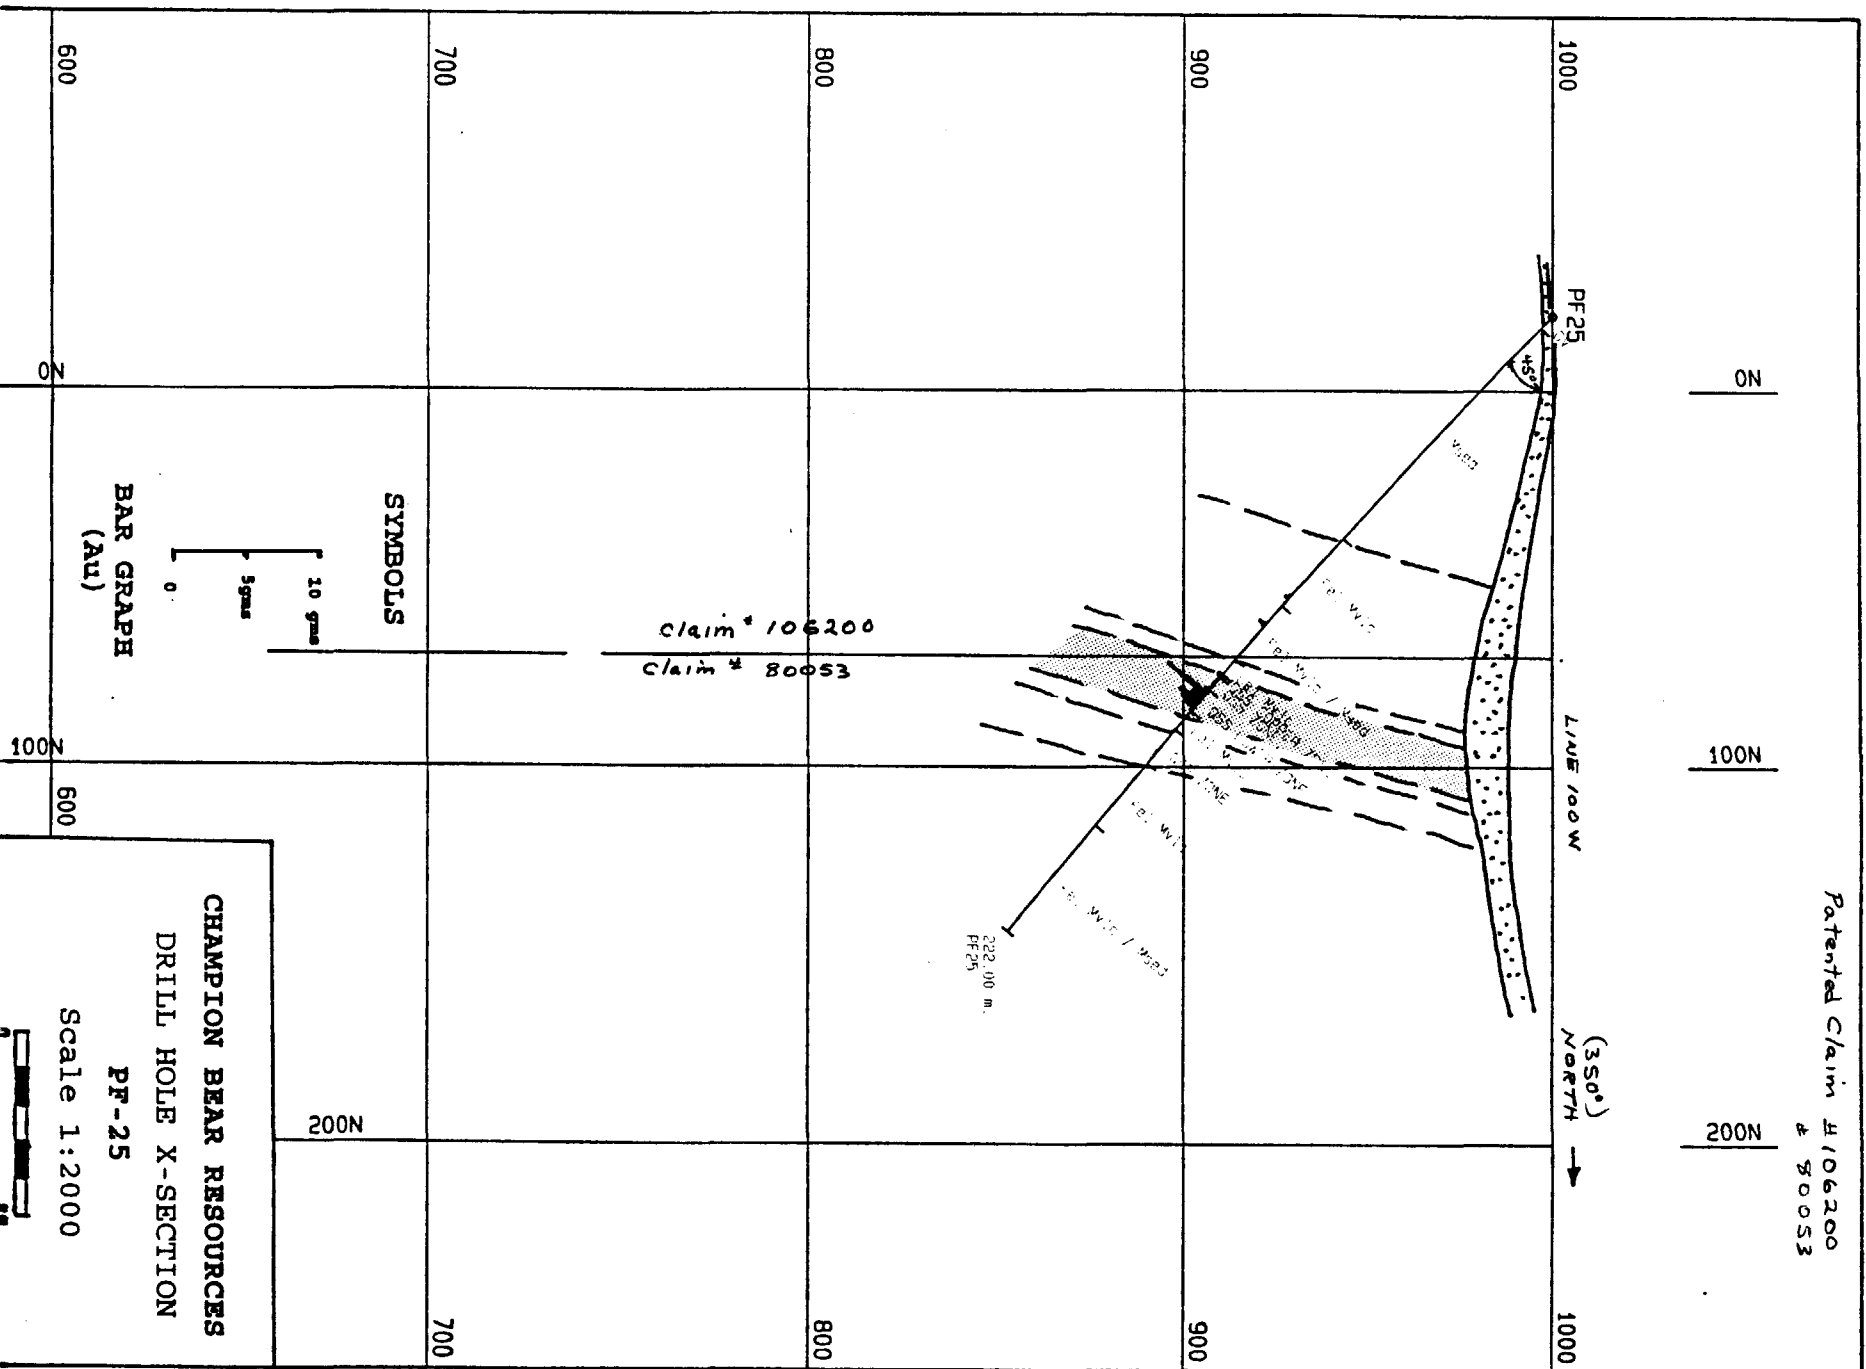 Patented Claim #106200
# 80053
0N
100N
200N
LINE 100W
(350°)
NORTH
1000
900
800
700
600
PF25
45°
Vsed
222.00 m.
PF25
Claim # 106200
Claim # 80053
0N
100N
200N
1000
900
800
700
600
SYMBOLS
10 gms
5gms
0
BAR GRAPH
(Au)
CHAMPION BEAR RESOURCES
DRILL HOLE X-SECTION
PF-25
Scale 1:2000